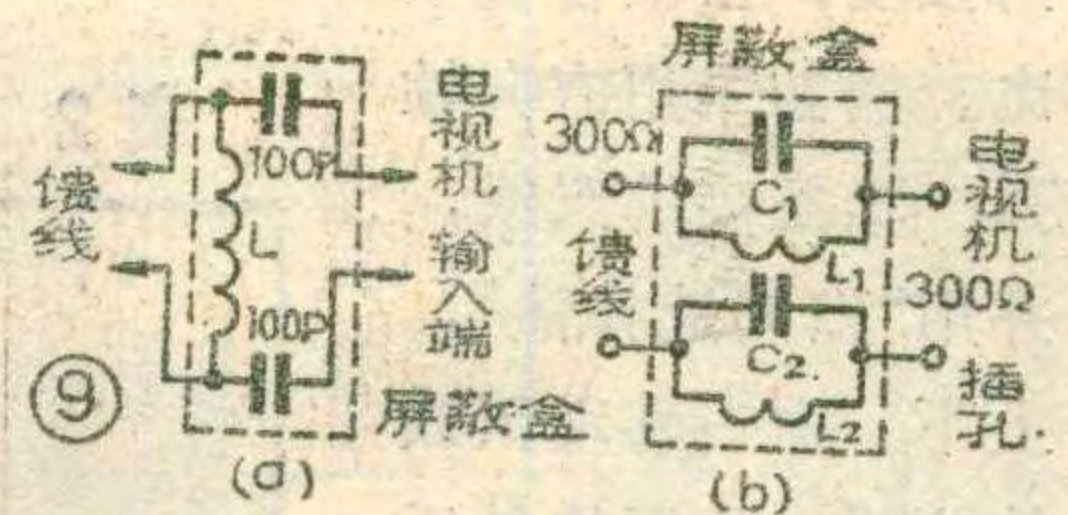 馈线
100P
L
100P
电视机
输入端
屏蔽盒
⑨
(a)
屏蔽盒
300Ω
馈线
C₁
L₁
C₂.
L₂
电视机
300Ω
插孔.
(b)